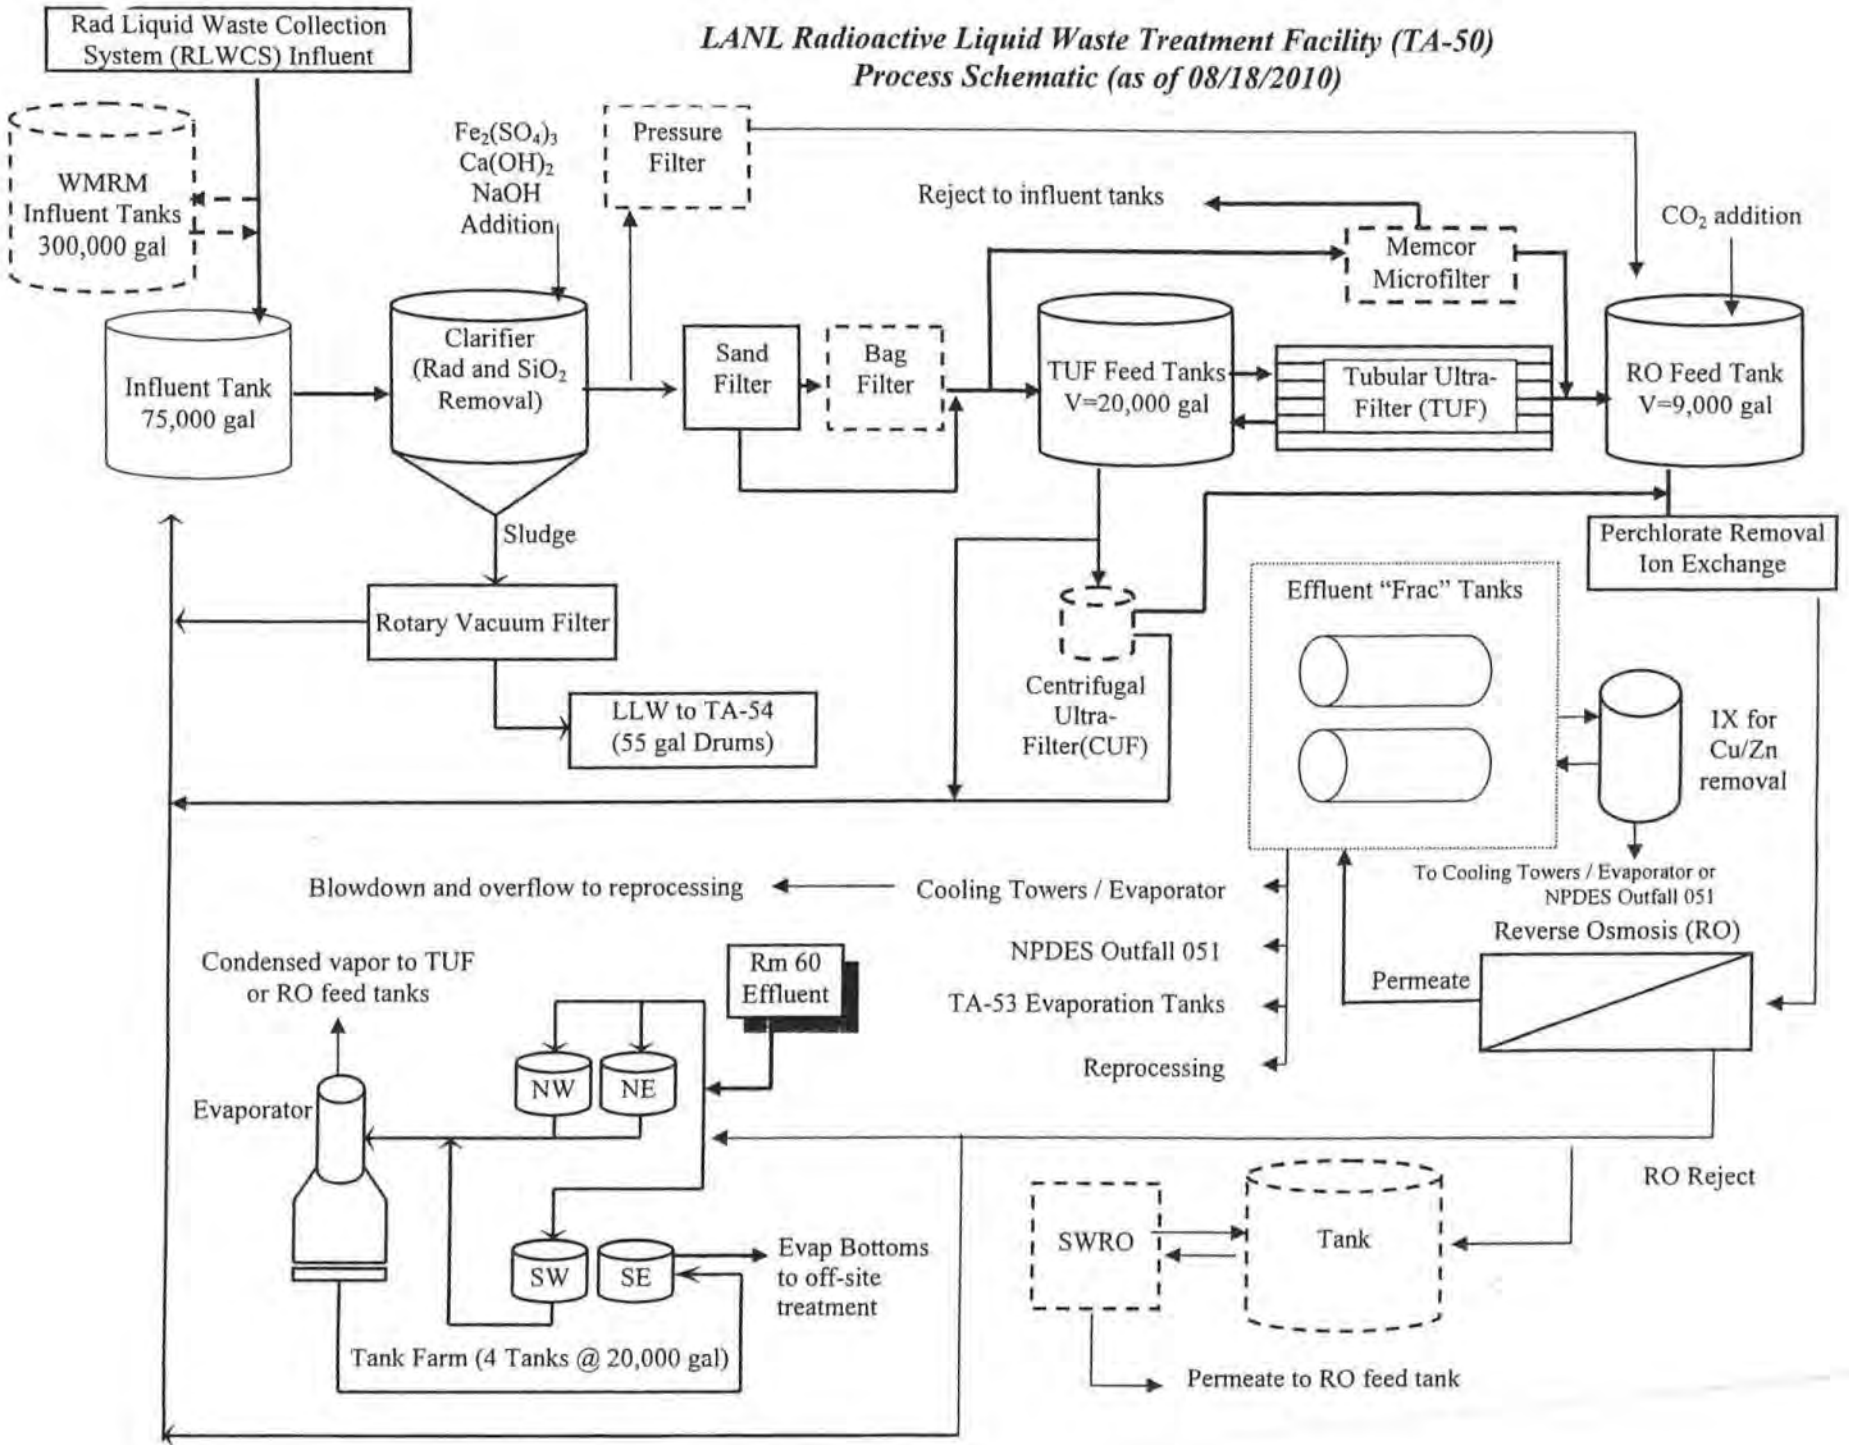 Rad Liquid Waste Collection
System (RLWCS) Influent
LANL Radioactive Liquid Waste Treatment Facility (TA-50)
Process Schematic (as of 08/18/2010)
WMRM
Influent Tanks
300,000 gal
Fe₂(SO₄)₃
Ca(OH)₂
NaOH
Addition
Pressure
Filter
Reject to influent tanks
Memcor
Microfilter
CO₂ addition
Influent Tank
75,000 gal
Clarifier
(Rad and SiO₂
Removal)
Sand
Filter
Bag
Filter
TUF Feed Tanks
V=20,000 gal
Tubular Ultra-
Filter (TUF)
RO Feed Tank
V=9,000 gal
Sludge
Rotary Vacuum Filter
LLW to TA-54
(55 gal Drums)
Centrifugal
Ultra-
Filter(CUF)
Perchlorate Removal
Ion Exchange
Effluent “Frac” Tanks
IX for
Cu/Zn
removal
To Cooling Towers / Evaporator or
NPDES Outfall 051
Blowdown and overflow to reprocessing
Cooling Towers / Evaporator
NPDES Outfall 051
TA-53 Evaporation Tanks
Reprocessing
Reverse Osmosis (RO)
Permeate
Condensed vapor to TUF
or RO feed tanks
Rm 60
Effluent
Evaporator
NW
NE
SW
SE
Evap Bottoms
to off-site
treatment
Tank Farm (4 Tanks @ 20,000 gal)
RO Reject
SWRO
Tank
Permeate to RO feed tank